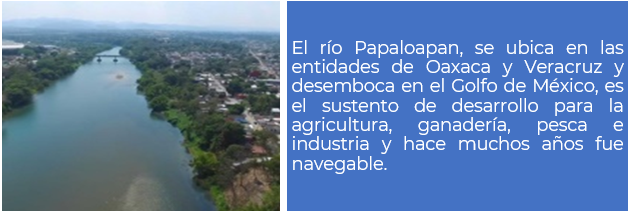 El río Papaloapan, se ubica en las
entidades de Oaxaca y Veracruz y
desemboca en el Golfo de México, es
el sustento de desarrollo para la
agricultura, ganadería, pesca e
industria y hace muchos años fue
navegable.